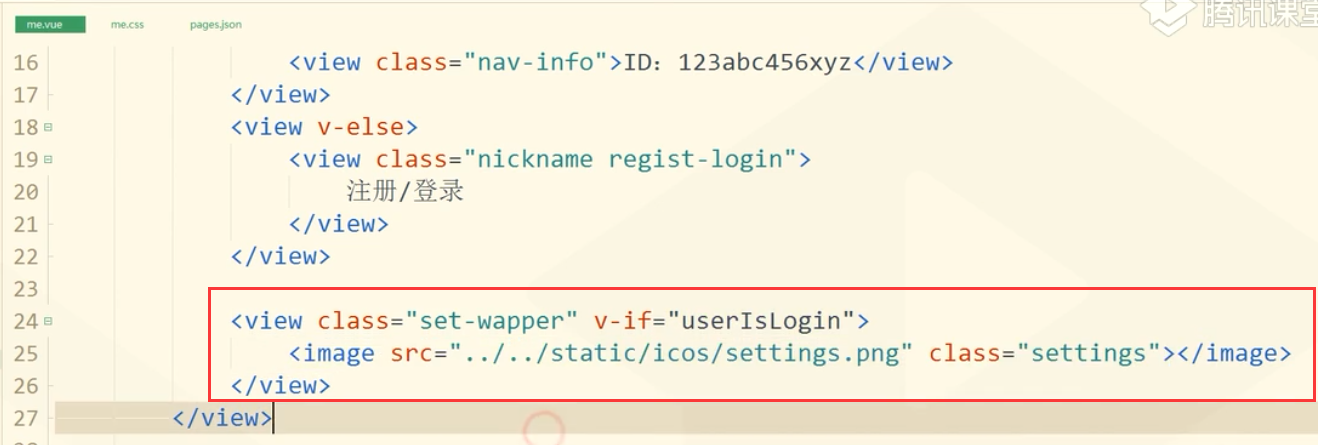 me.vue me.css pages.json
腾讯课堂
16 <view class="nav-info">ID：123abc456xyz</view>
17 </view>
18 <view v-else>
19 <view class="nickname regist-login">
20 注册/登录
21 </view>
22 </view>
23
24 <view class="set-wapper" v-if="userIsLogin">
25 <image src="../../static/icos/settings.png" class="settings"></image>
26 </view>
27 </view>